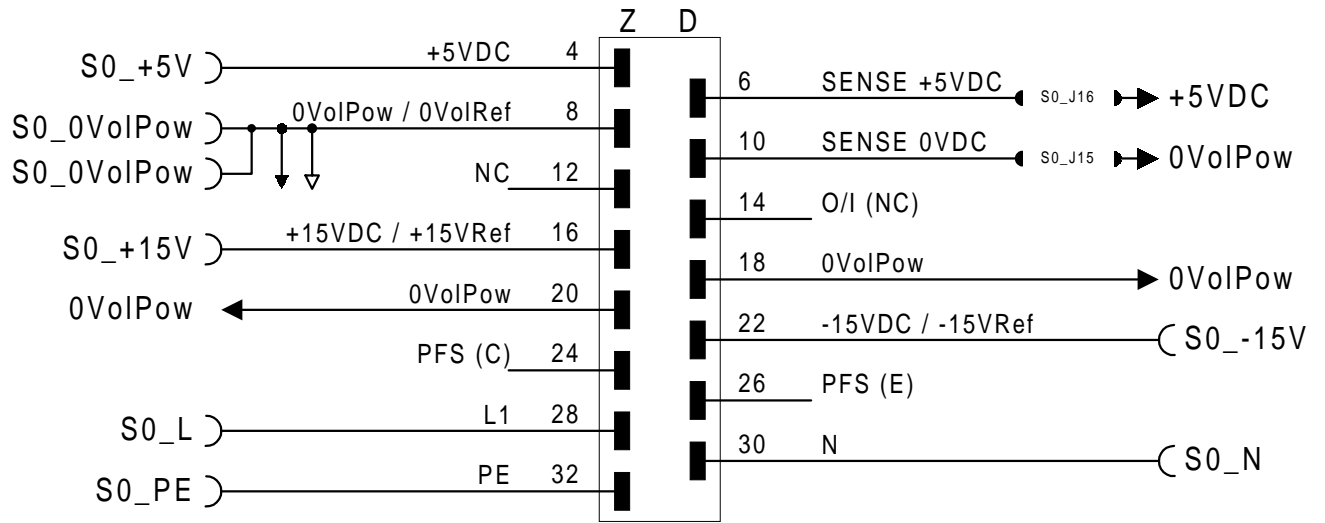 Z D
S0_+5V +5VDC 4
6 SENSE +5VDC S0_J16 +5VDC
S0_0VolPow 0VolPow / 0VolRef 8
10 SENSE 0VDC S0_J15 0VolPow
S0_0VolPow NC 12
14 O/I (NC)
S0_+15V +15VDC / +15VRef 16
18 0VolPow 0VolPow
0VolPow 0VolPow 20
22 -15VDC / -15VRef S0_-15V
PFS (C) 24
26 PFS (E)
S0_L L1 28
30 N S0_N
S0_PE PE 32